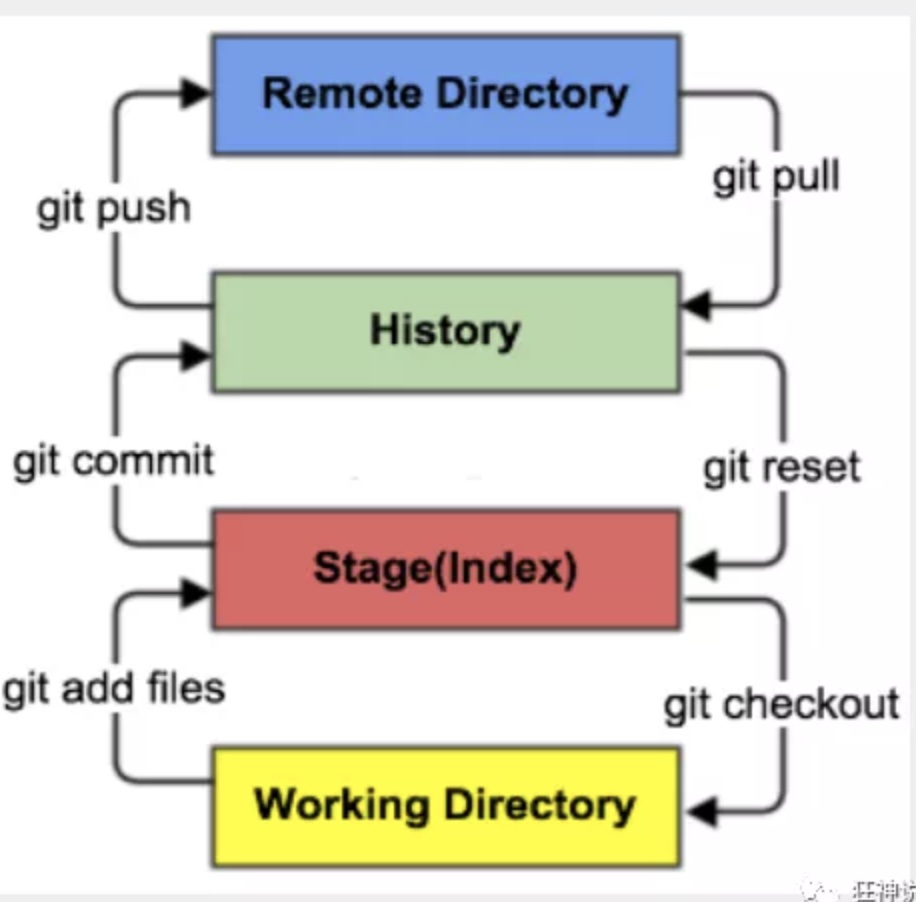 Remote Directory
git pull
git push
History
git commit
git reset
Stage(Index)
git add files
git checkout
Working Directory
狂神